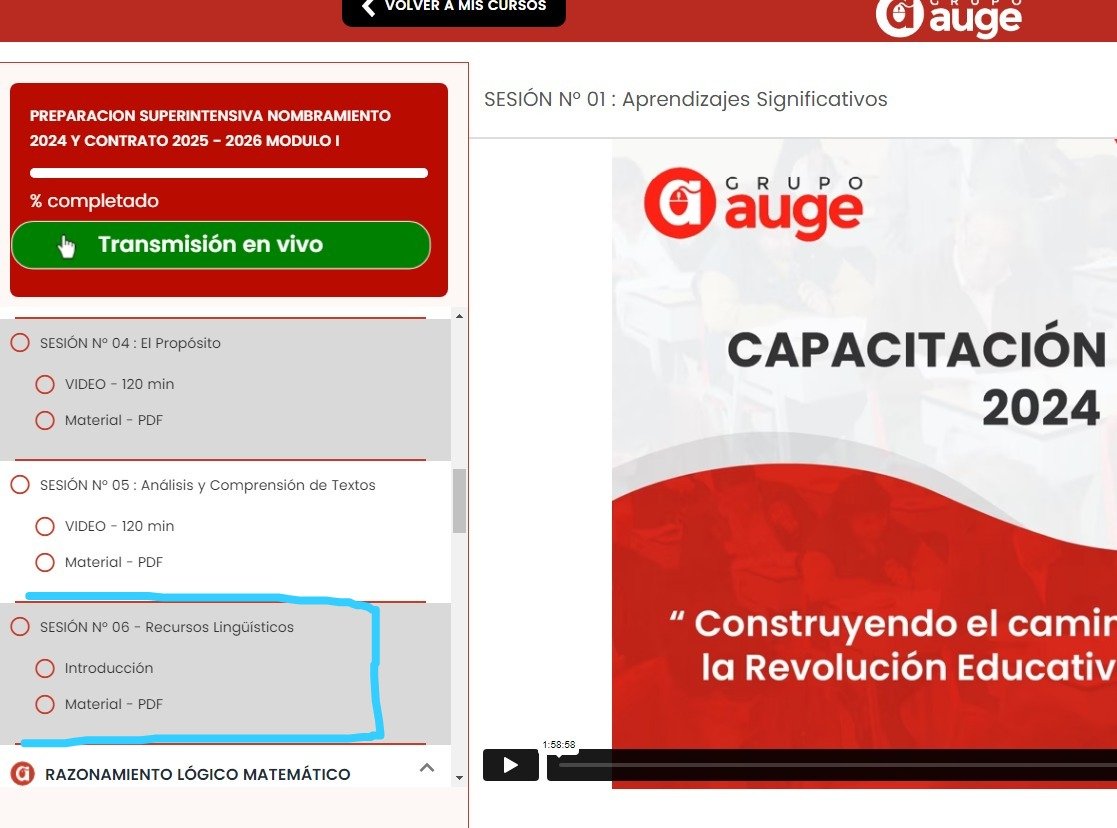 VOLVER A MIS CURSOS
GRUPO
auge
PREPARACION SUPERINTENSIVA NOMBRAMIENTO
2024 Y CONTRATO 2025 - 2026 MODULO I
% completado
Transmisión en vivo
SESIÓN Nº 04 : El Propósito
VIDEO - 120 min
Material - PDF
SESIÓN Nº 05 : Análisis y Comprensión de Textos
VIDEO - 120 min
Material - PDF
SESIÓN Nº 06 - Recursos Lingüísticos
Introducción
Material - PDF
RAZONAMIENTO LÓGICO MATEMÁTICO
SESIÓN Nº 01 : Aprendizajes Significativos
GRUPO
auge
CAPACITACIÓN
2024
“ Construyendo el camin
la Revolución Educativ
1:58:58